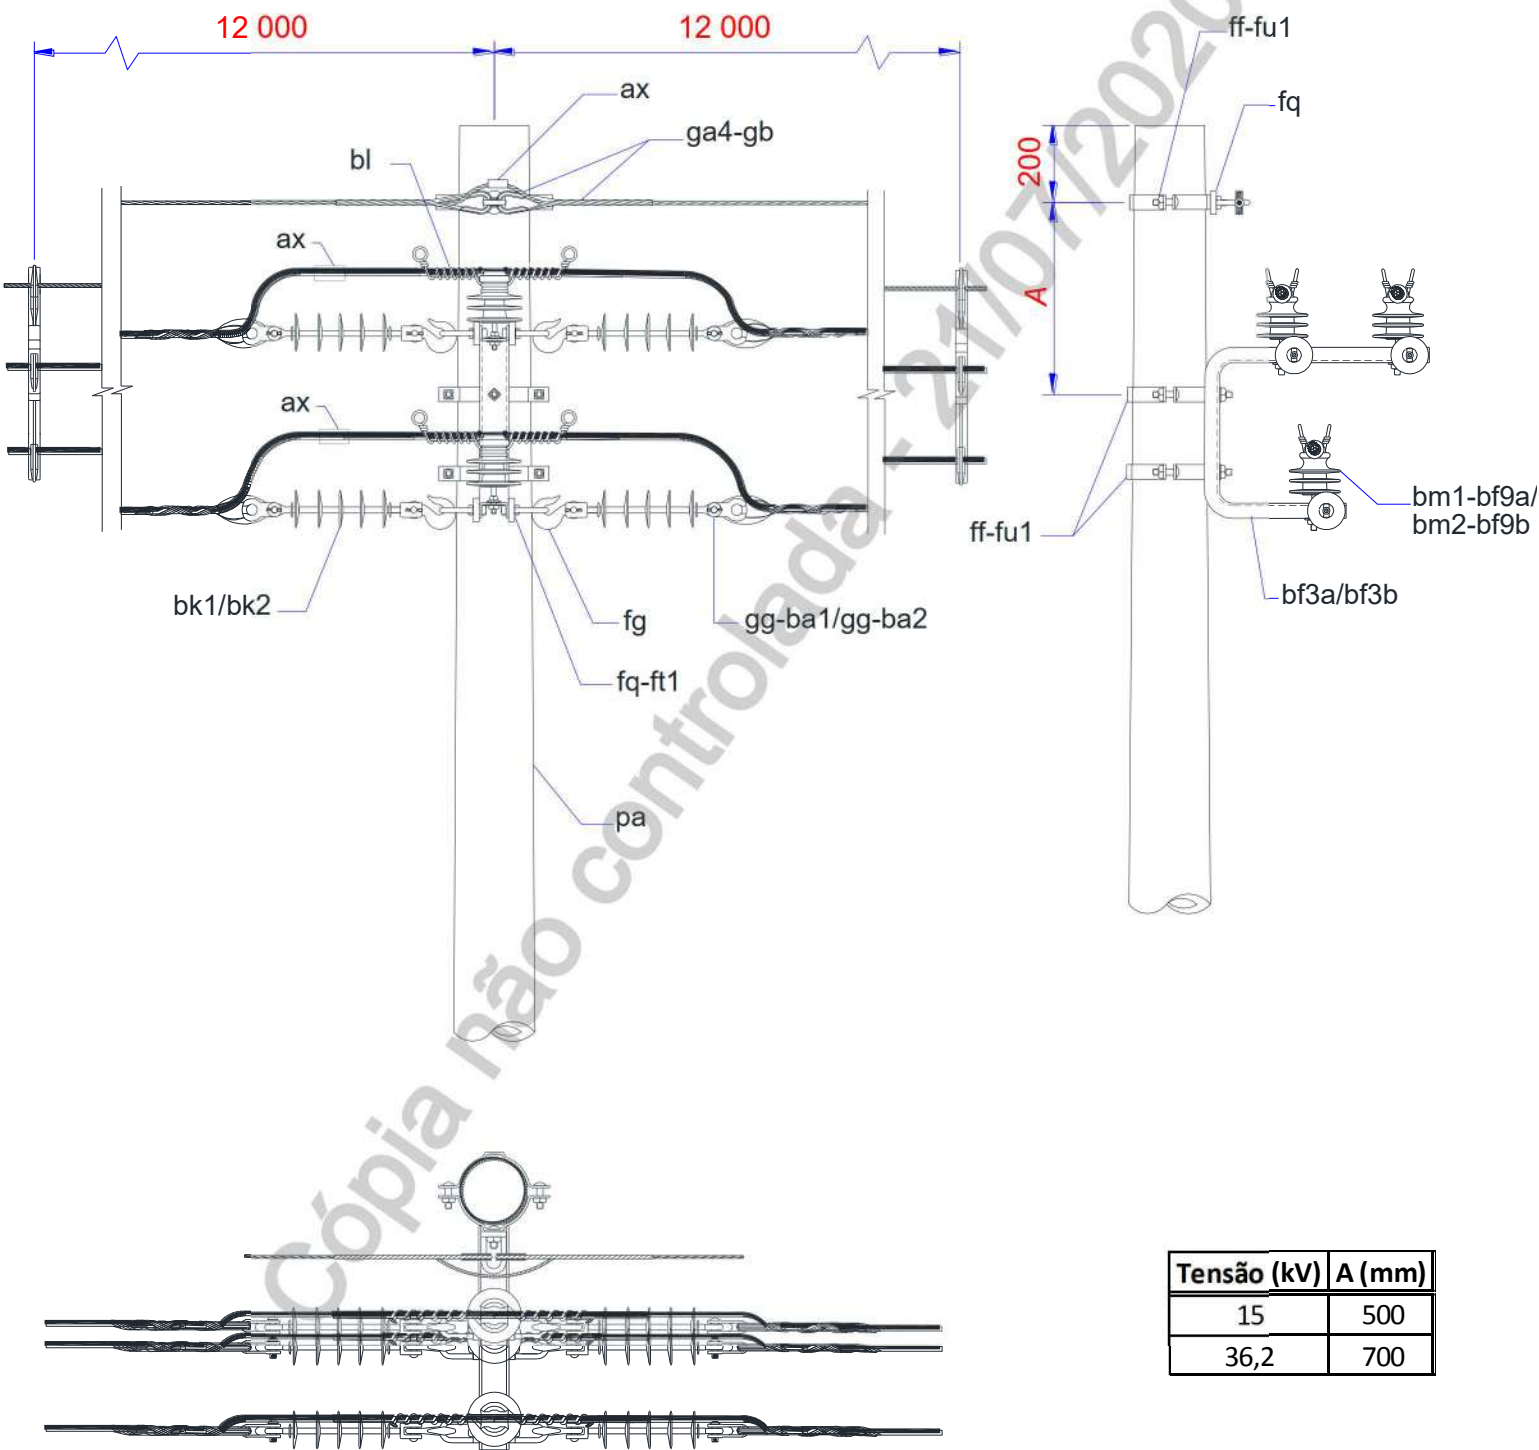 12 000
12 000
ff-fu1
ax
fq
ga4-gb
bl
200
ax
A
ax
bm1-bf9a/
bm2-bf9b
ff-fu1
bk1/bk2
fg
gg-ba1/gg-ba2
bf3a/bf3b
fq-ft1
pa
Cópia não controlada - 21/07/202
Tensão (kV) A (mm)
15 500
36,2 700